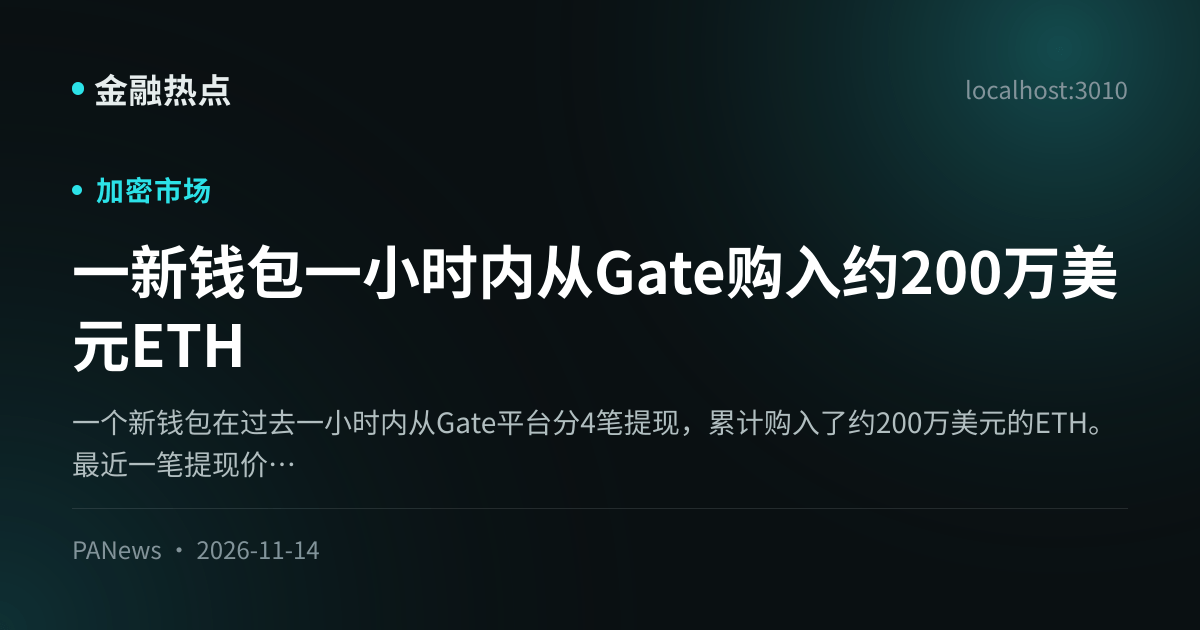 金融热点
localhost:3010
加密市场
一新钱包一小时内从Gate购入约200万美
元ETH
一个新钱包在过去一小时内从Gate平台分4笔提现，累计购入了约200万美元的ETH。
最近一笔提现价…
PANews • 2026-11-14